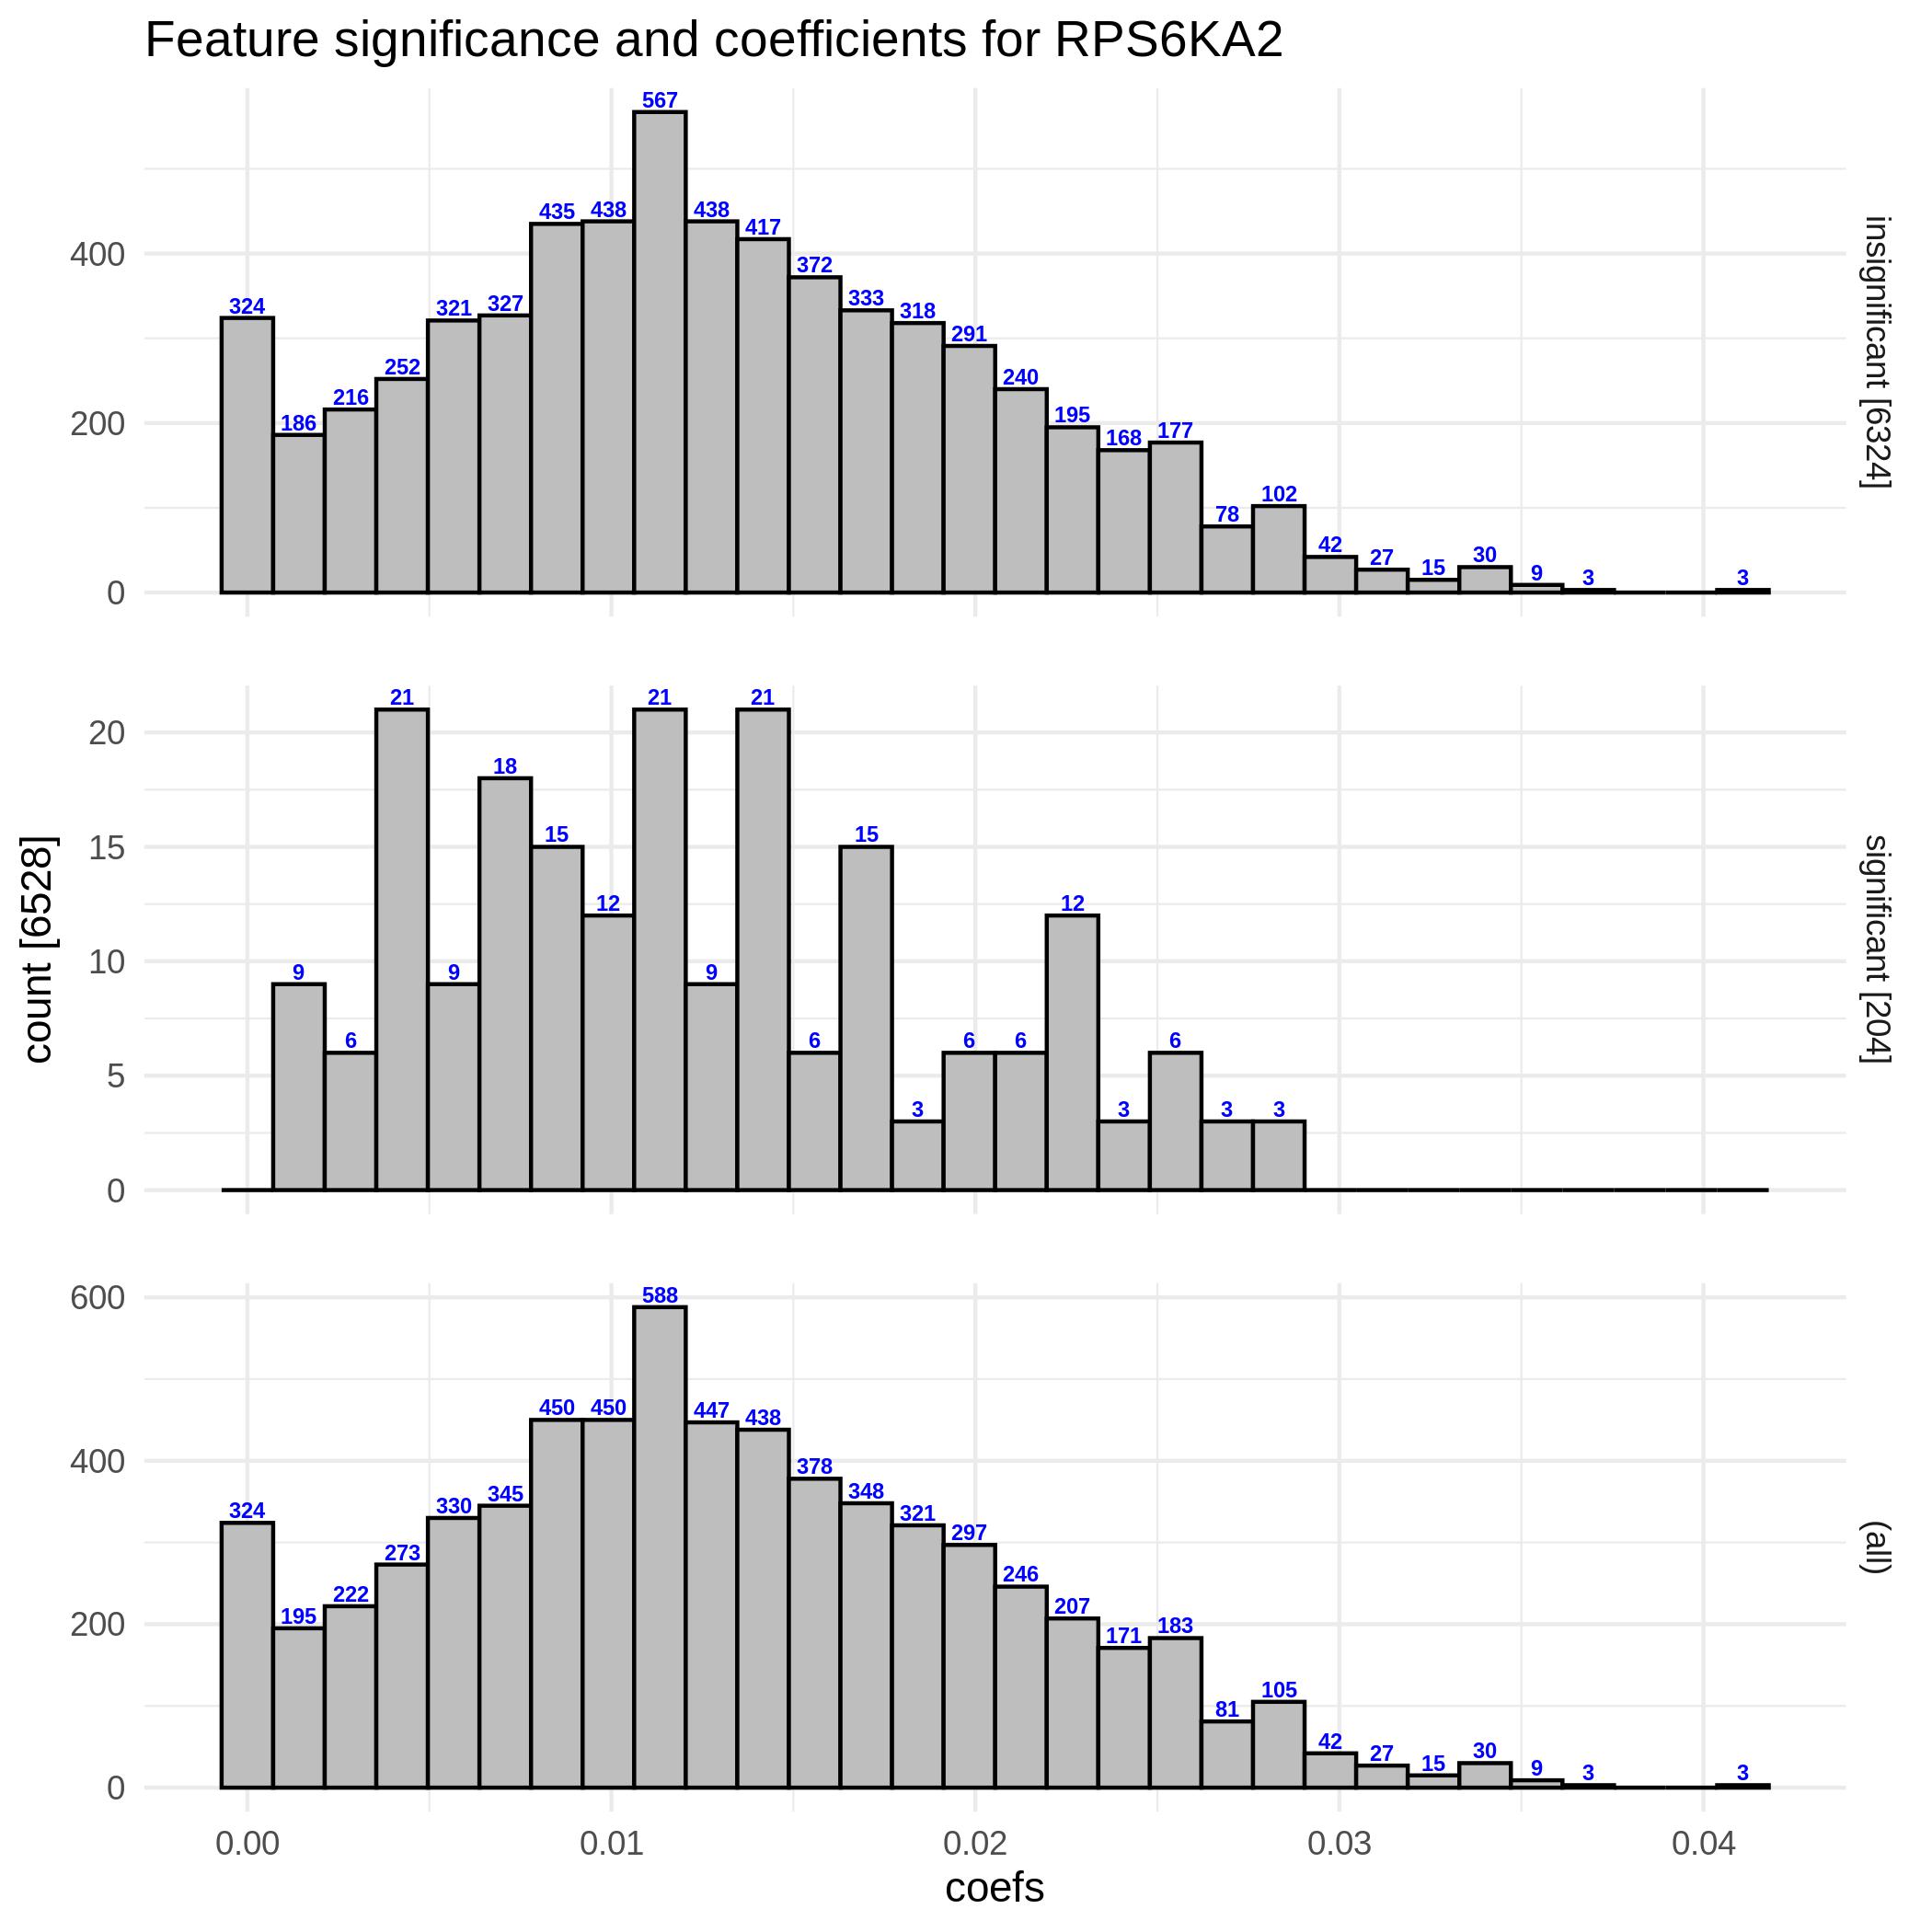 Feature significance and coefficients for RPS6KA2
567
435 438 438 417
372
324 321 327 333 318
291
252 240
216 186 195 168 177
78 102
42 27 15 30 9 3 3
400
200
0
insignificant [6324]
21 21 21
18
15 15
12 12
9 9 9
6 6 6 6 6
3 3 3 3
20
15
10
5
0
significant [204]
count [6528]
588
450 450 447 438
378
324 330 345 348 321
297
273 246
195 222 207 171 183
81 105
42 27 15 30 9 3 3
600
400
200
0
(all)
0.00 0.01 0.02 0.03 0.04
coefs